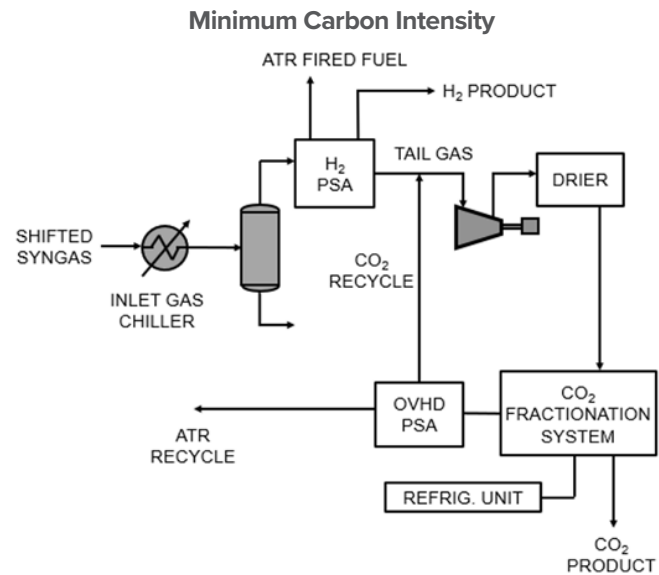 Minimum Carbon Intensity
ATR FIRED FUEL
H₂ PRODUCT
H₂
PSA
TAIL GAS
DRIER
SHIFTED
SYNGAS
INLET GAS
CHILLER
CO₂
RECYCLE
OVHD
PSA
CO₂
FRACTIONATION
SYSTEM
ATR
RECYCLE
REFRIG. UNIT
CO₂
PRODUCT